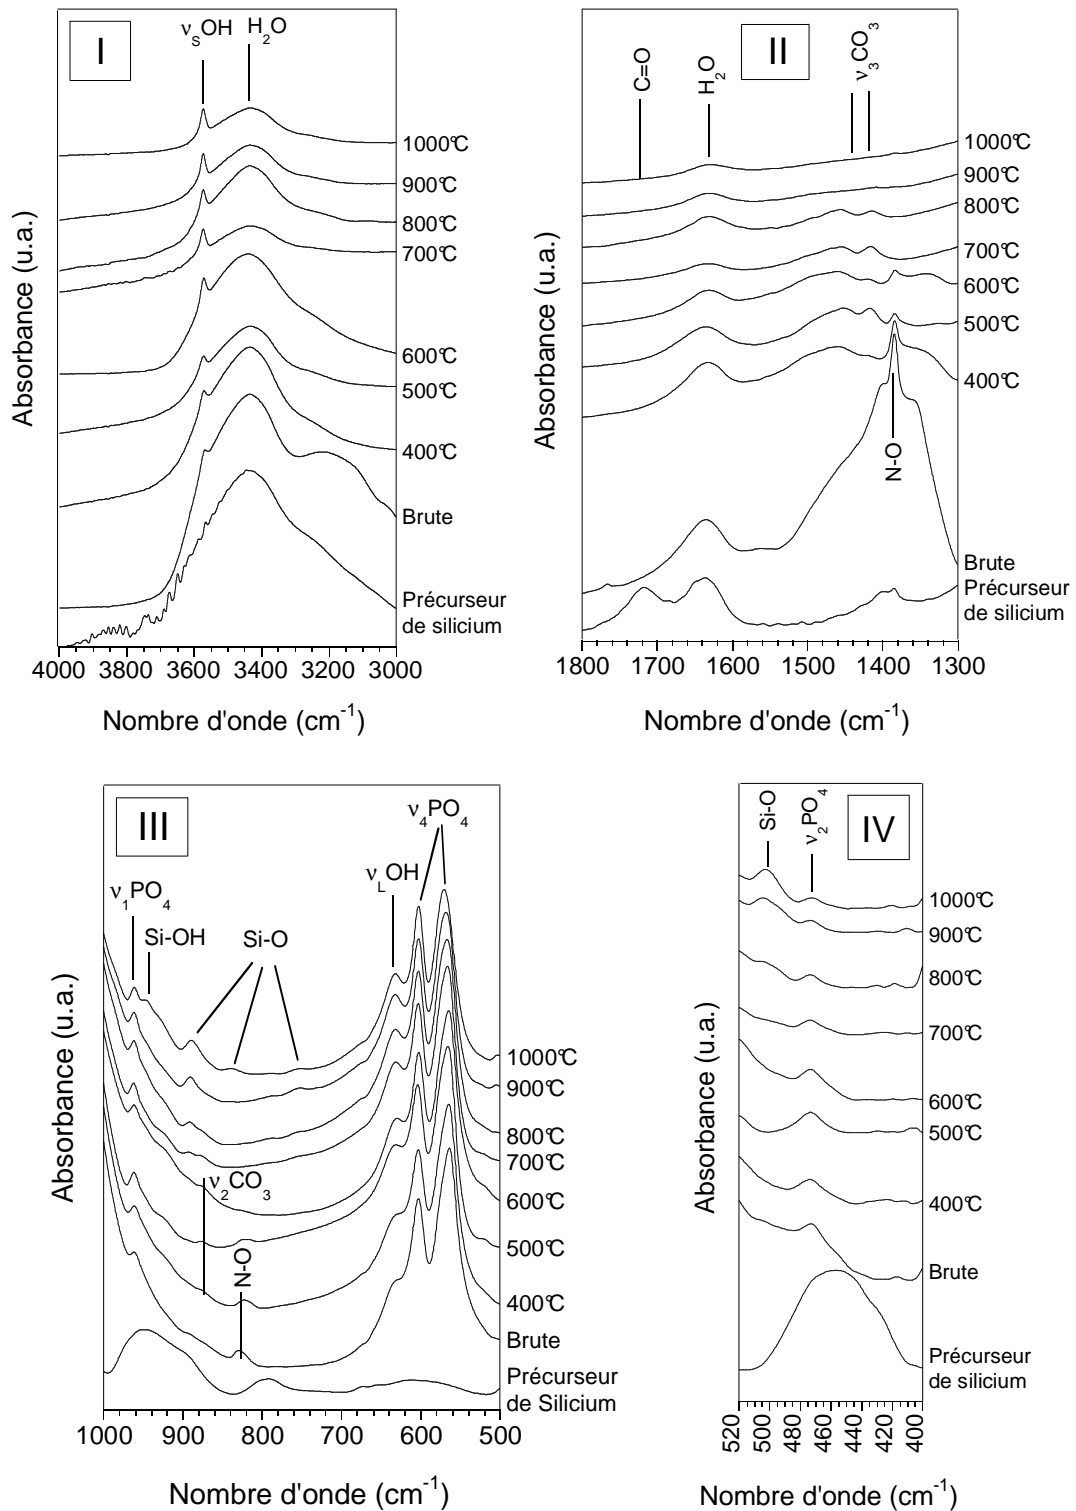 I
νSOH
H2O
1000°C
900°C
800°C
700°C
600°C
500°C
400°C
Brute
Précurseur
de silicium
Absorbance (u.a.)
4000 3800 3600 3400 3200 3000
Nombre d'onde (cm-1)
II
C=O
H2O
ν3CO3
1000°C
900°C
800°C
700°C
600°C
500°C
400°C
N-O
Brute
Précurseur
de silicium
Absorbance (u.a.)
1800 1700 1600 1500 1400 1300
Nombre d'onde (cm-1)
III
ν4PO4
νLOH
ν1PO4
Si-OH
Si-O
1000°C
900°C
800°C
700°C
ν2CO3
600°C
500°C
N-O
400°C
Brute
Précurseur
de Silicium
Absorbance (u.a.)
1000 900 800 700 600 500
Nombre d'onde (cm-1)
IV
Si-O
ν2PO4
1000°C
900°C
800°C
700°C
600°C
500°C
400°C
Brute
Précurseur
de silicium
Absorbance (u.a.)
520 500 480 460 440 420 400
Nombre d'onde (cm-1)